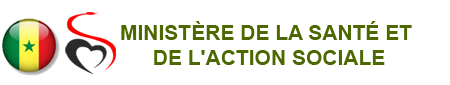 MINISTÈRE DE LA SANTÉ ET
DE L'ACTION SOCIALE